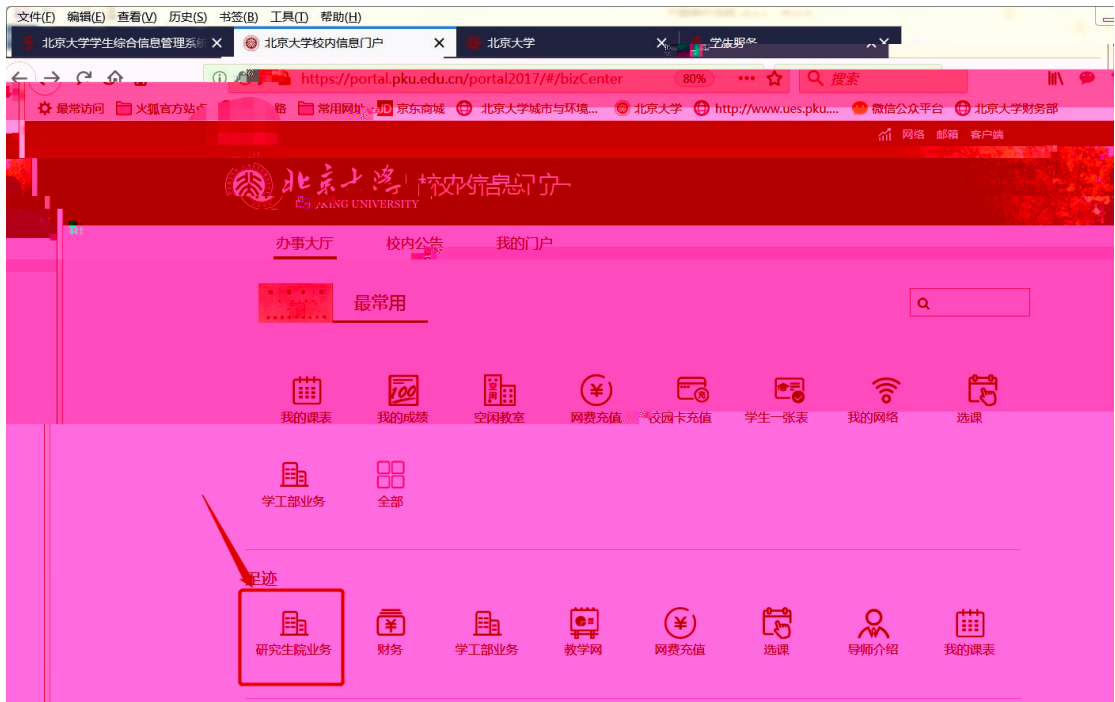 文件(F) 编辑(E) 查看(V) 历史(S) 书签(B) 工具(T) 帮助(H)
北京大学学生综合信息管理系统 北京大学校内信息门户 北京大学 学生
https://portal.pku.edu.cn/portal2017/#/bizCenter 80% 搜索
最常访问 火狐官方站点 常用网址 JD 京东商城 北京大学城市与环境... 北京大学 http://www.ues.pku.... 微信公众平台 北京大学财务部
网络 邮箱 客户端
北京大学 校内信息门户
PEKING UNIVERSITY
办事大厅 校内公告 我的门户
最常用
我的课表 我的成绩 空闲教室 网费充值 校园卡充值 学生一张表 我的网络 选课
学工部业务 全部
足迹
研究生院业务 财务 学工部业务 教学网 网费充值 选课 导师介绍 我的课表